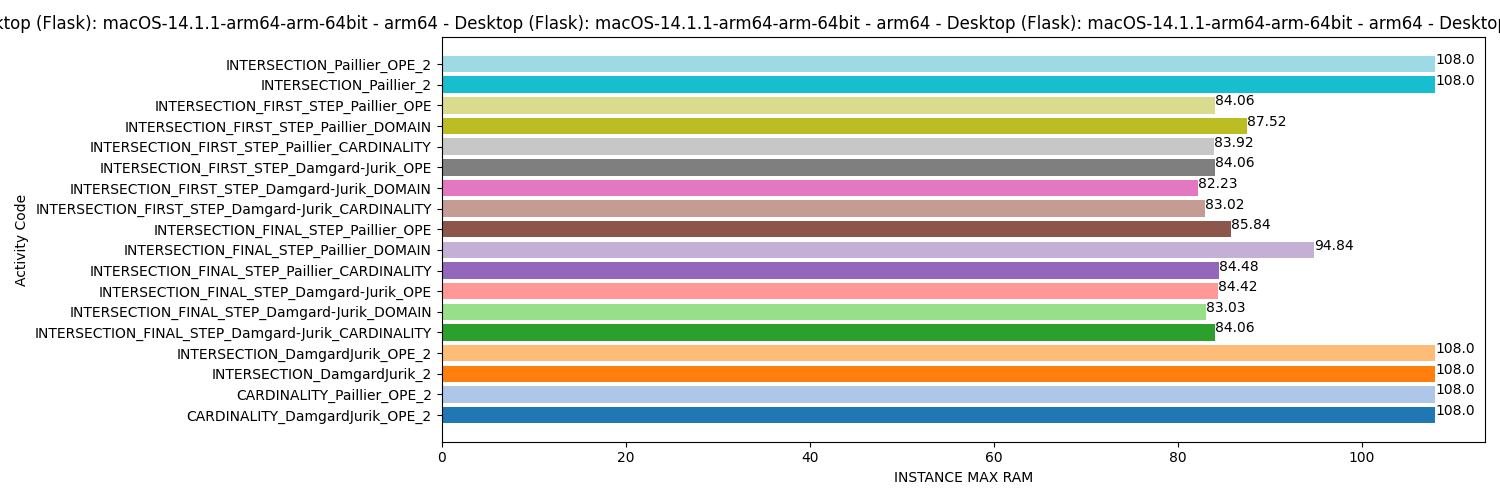 top (Flask): macOS-14.1.1-arm64-arm-64bit - arm64 - Desktop (Flask): macOS-14.1.1-arm64-arm-64bit - arm64 - Desktop (Flask): macOS-14.1.1-arm64-arm-64bit - arm64 - Desktop
INTERSECTION_Paillier_OPE_2 108.0
INTERSECTION_Paillier_2 108.0
INTERSECTION_FIRST_STEP_Paillier_OPE 84.06
INTERSECTION_FIRST_STEP_Paillier_DOMAIN 87.52
INTERSECTION_FIRST_STEP_Paillier_CARDINALITY 83.92
INTERSECTION_FIRST_STEP_Damgard-Jurik_OPE 84.06
INTERSECTION_FIRST_STEP_Damgard-Jurik_DOMAIN 82.23
INTERSECTION_FIRST_STEP_Damgard-Jurik_CARDINALITY 83.02
INTERSECTION_FINAL_STEP_Paillier_OPE 85.84
INTERSECTION_FINAL_STEP_Paillier_DOMAIN 94.84
INTERSECTION_FINAL_STEP_Paillier_CARDINALITY 84.48
INTERSECTION_FINAL_STEP_Damgard-Jurik_OPE 84.42
INTERSECTION_FINAL_STEP_Damgard-Jurik_DOMAIN 83.03
INTERSECTION_FINAL_STEP_Damgard-Jurik_CARDINALITY 84.06
INTERSECTION_DamgardJurik_OPE_2 108.0
INTERSECTION_DamgardJurik_2 108.0
CARDINALITY_Paillier_OPE_2 108.0
CARDINALITY_DamgardJurik_OPE_2 108.0
Activity Code
0 20 40 60 80 100
INSTANCE MAX RAM